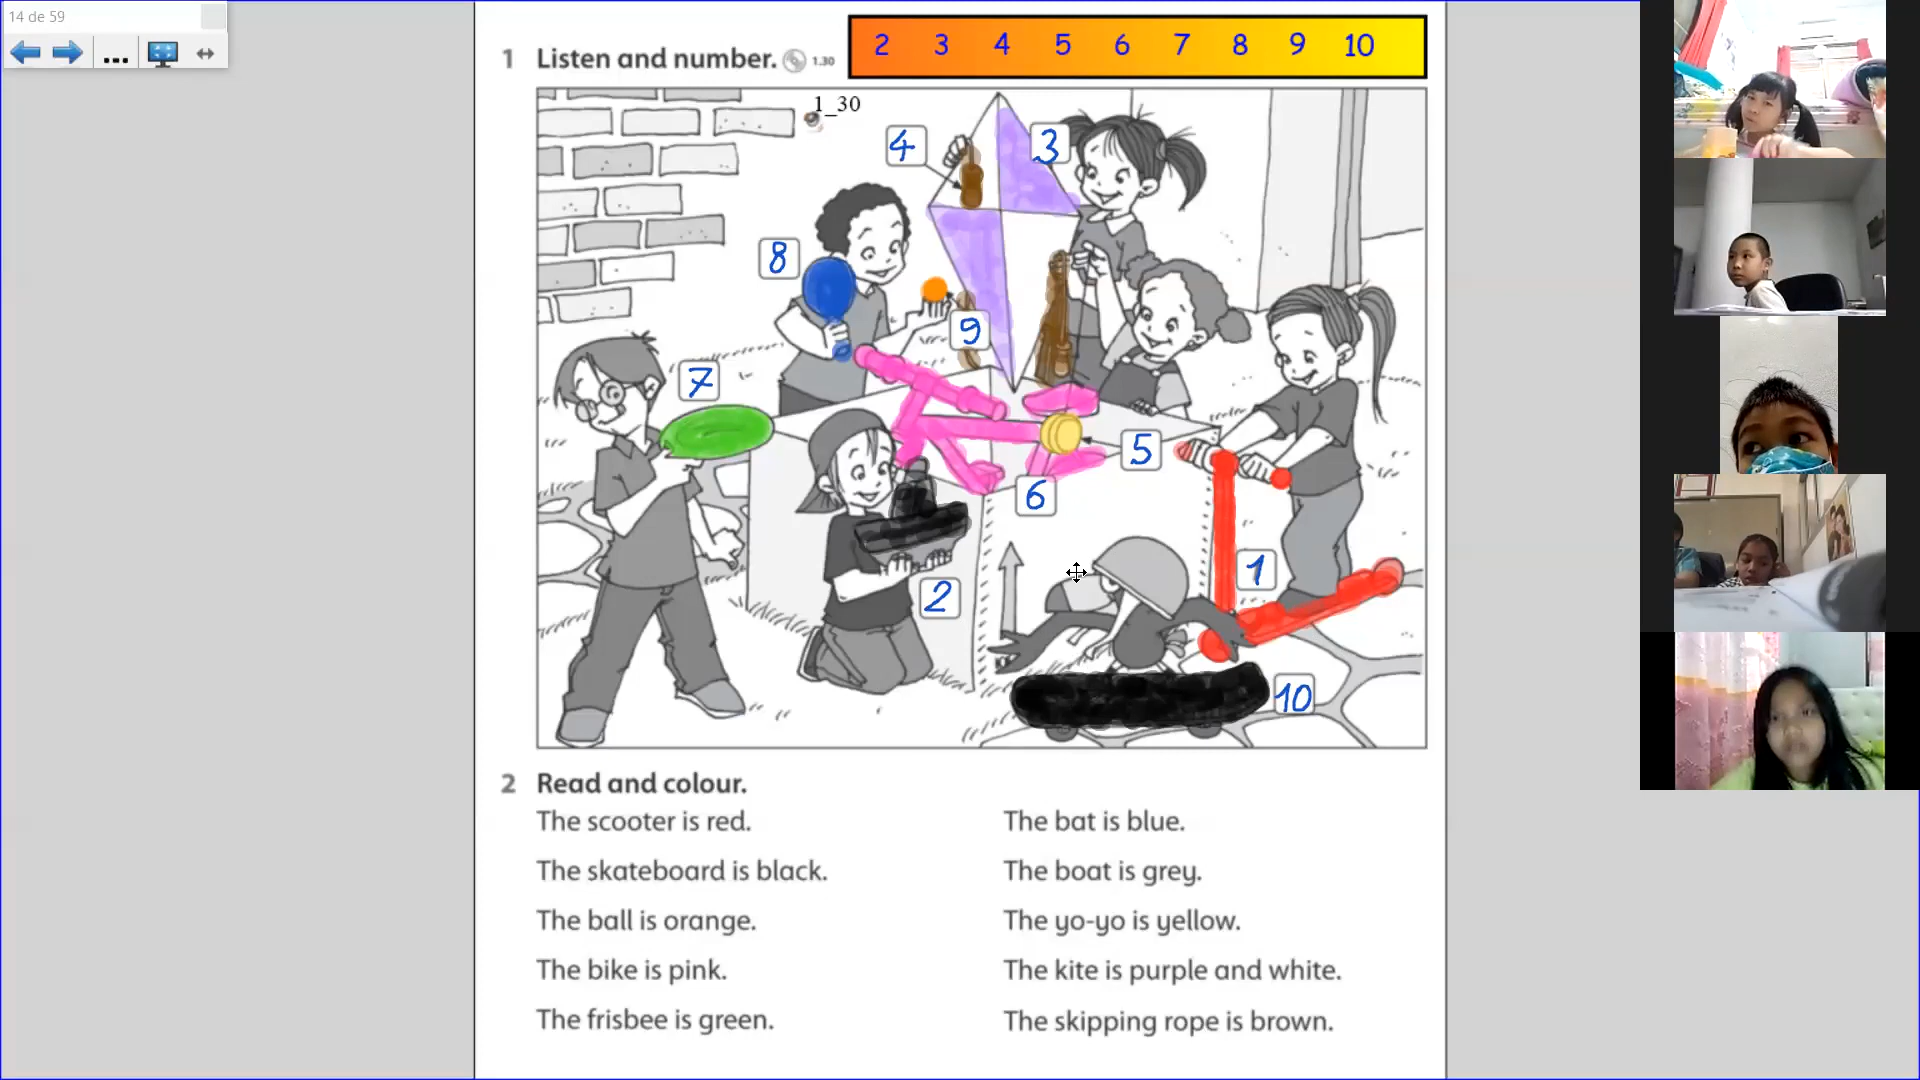 14 de 59
...
2 3 4 5 6 7 8 9 10
1 Listen and number. 1.30
1_30
4
3
8
9
7
5
6
1
2
10
2 Read and colour.
The scooter is red.
The skateboard is black.
The ball is orange.
The bike is pink.
The frisbee is green.
The bat is blue.
The boat is grey.
The yo-yo is yellow.
The kite is purple and white.
The skipping rope is brown.